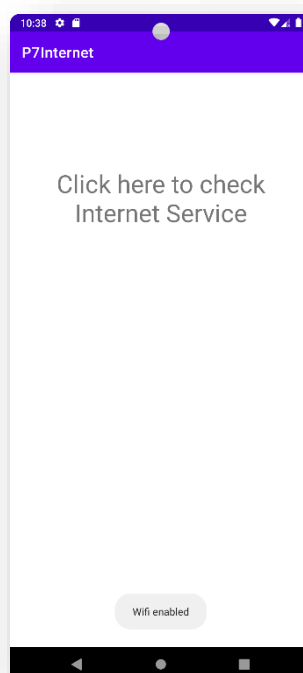 10:38
P7Internet
Click here to check
Internet Service
Wifi enabled